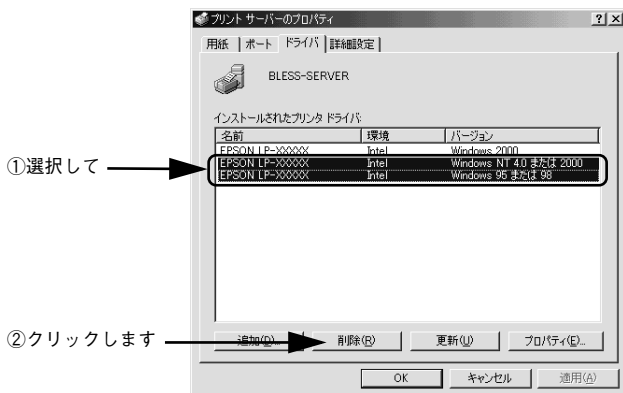 プリント サーバーのプロパティ
用紙 ポート ドライバ 詳細設定
BLESS-SERVER
インストールされたプリンタ ドライバ:
名前 環境 バージョン
EPSON LP-XXXXX Intel Windows 2000
EPSON LP-XXXXX Intel Windows NT 4.0 または 2000
EPSON LP-XXXXX Intel Windows 95 または 98
①選択して
②クリックします
追加(D)... 削除(R) 更新(U) プロパティ(E)...
OK キャンセル 適用(A)